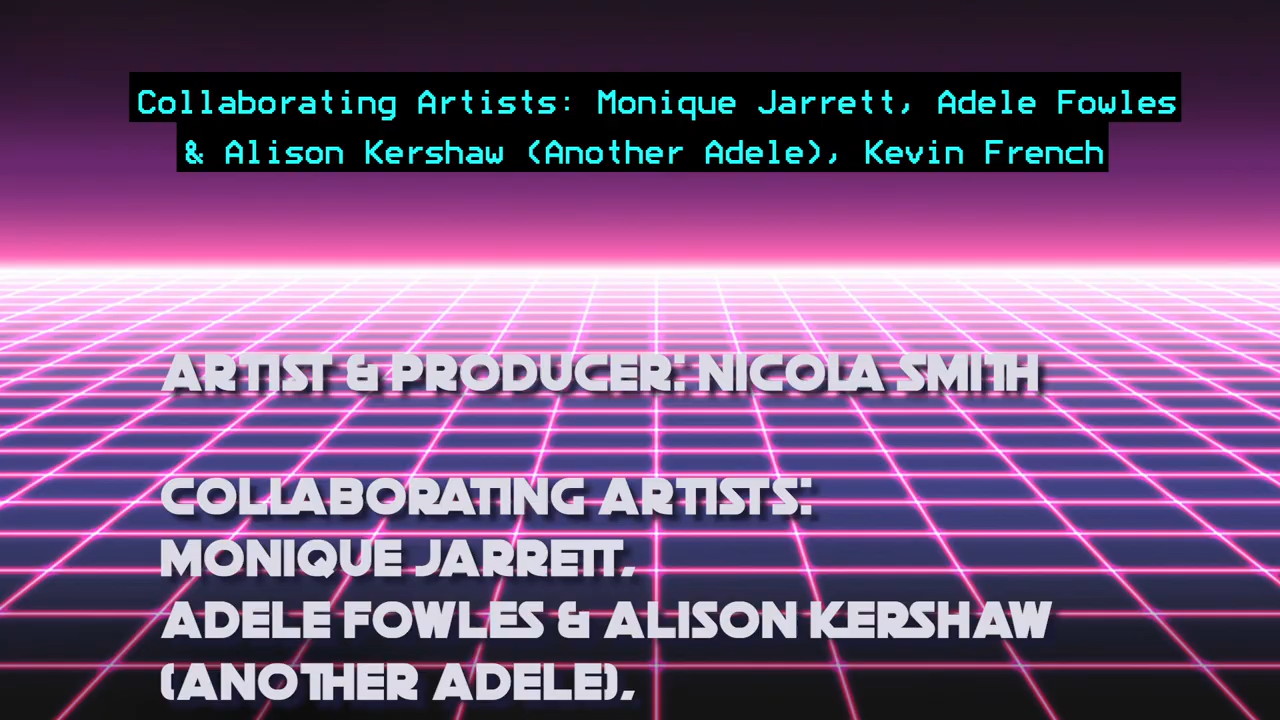 Collaborating Artists: Monique Jarrett, Adele Fowles
& Alison Kershaw (Another Adele), Kevin French
ARTIST & PRODUCER: NICOLA SMITH
COLLABORATING ARTISTS:
MONIQUE JARRETT,
ADELE FOWLES & ALISON KERSHAW
(ANOTHER ADELE),